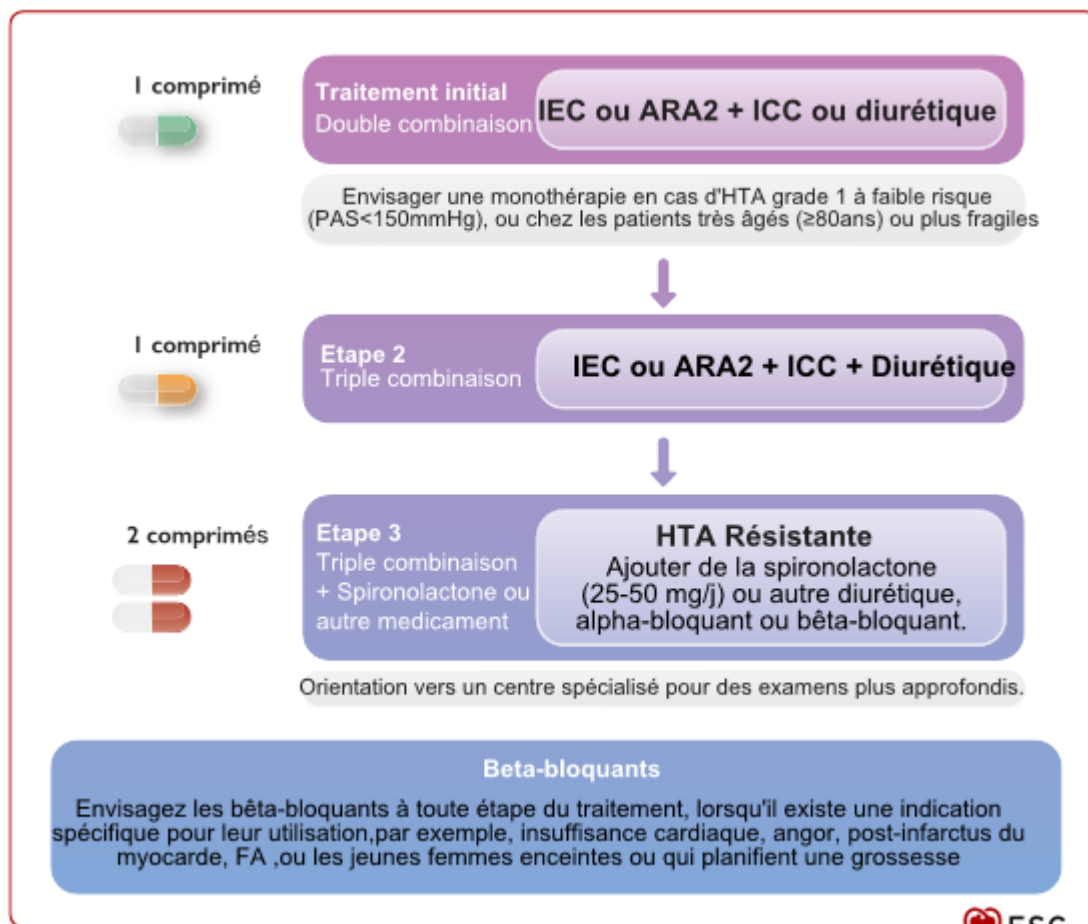 1 comprimé
Traitement initial
Double combinaison
IEC ou ARA2 + ICC ou diurétique
Envisager une monothérapie en cas d'HTA grade 1 à faible risque
(PAS<150mmHg), ou chez les patients très âgés (≥80ans) ou plus fragiles
1 comprimé
Etape 2
Triple combinaison
IEC ou ARA2 + ICC + Diurétique
2 comprimés
Etape 3
Triple combinaison
+ Spironolactone ou
autre medicament
HTA Résistante
Ajouter de la spironolactone
(25-50 mg/j) ou autre diurétique,
alpha-bloquant ou bêta-bloquant.
Orientation vers un centre spécialisé pour des examens plus approfondis.
Beta-bloquants
Envisagez les bêta-bloquants à toute étape du traitement, lorsqu'il existe une indication
spécifique pour leur utilisation,par exemple, insuffisance cardiaque, angor, post-infarctus du
myocarde, FA ,ou les jeunes femmes enceintes ou qui planifient une grossesse
ESC